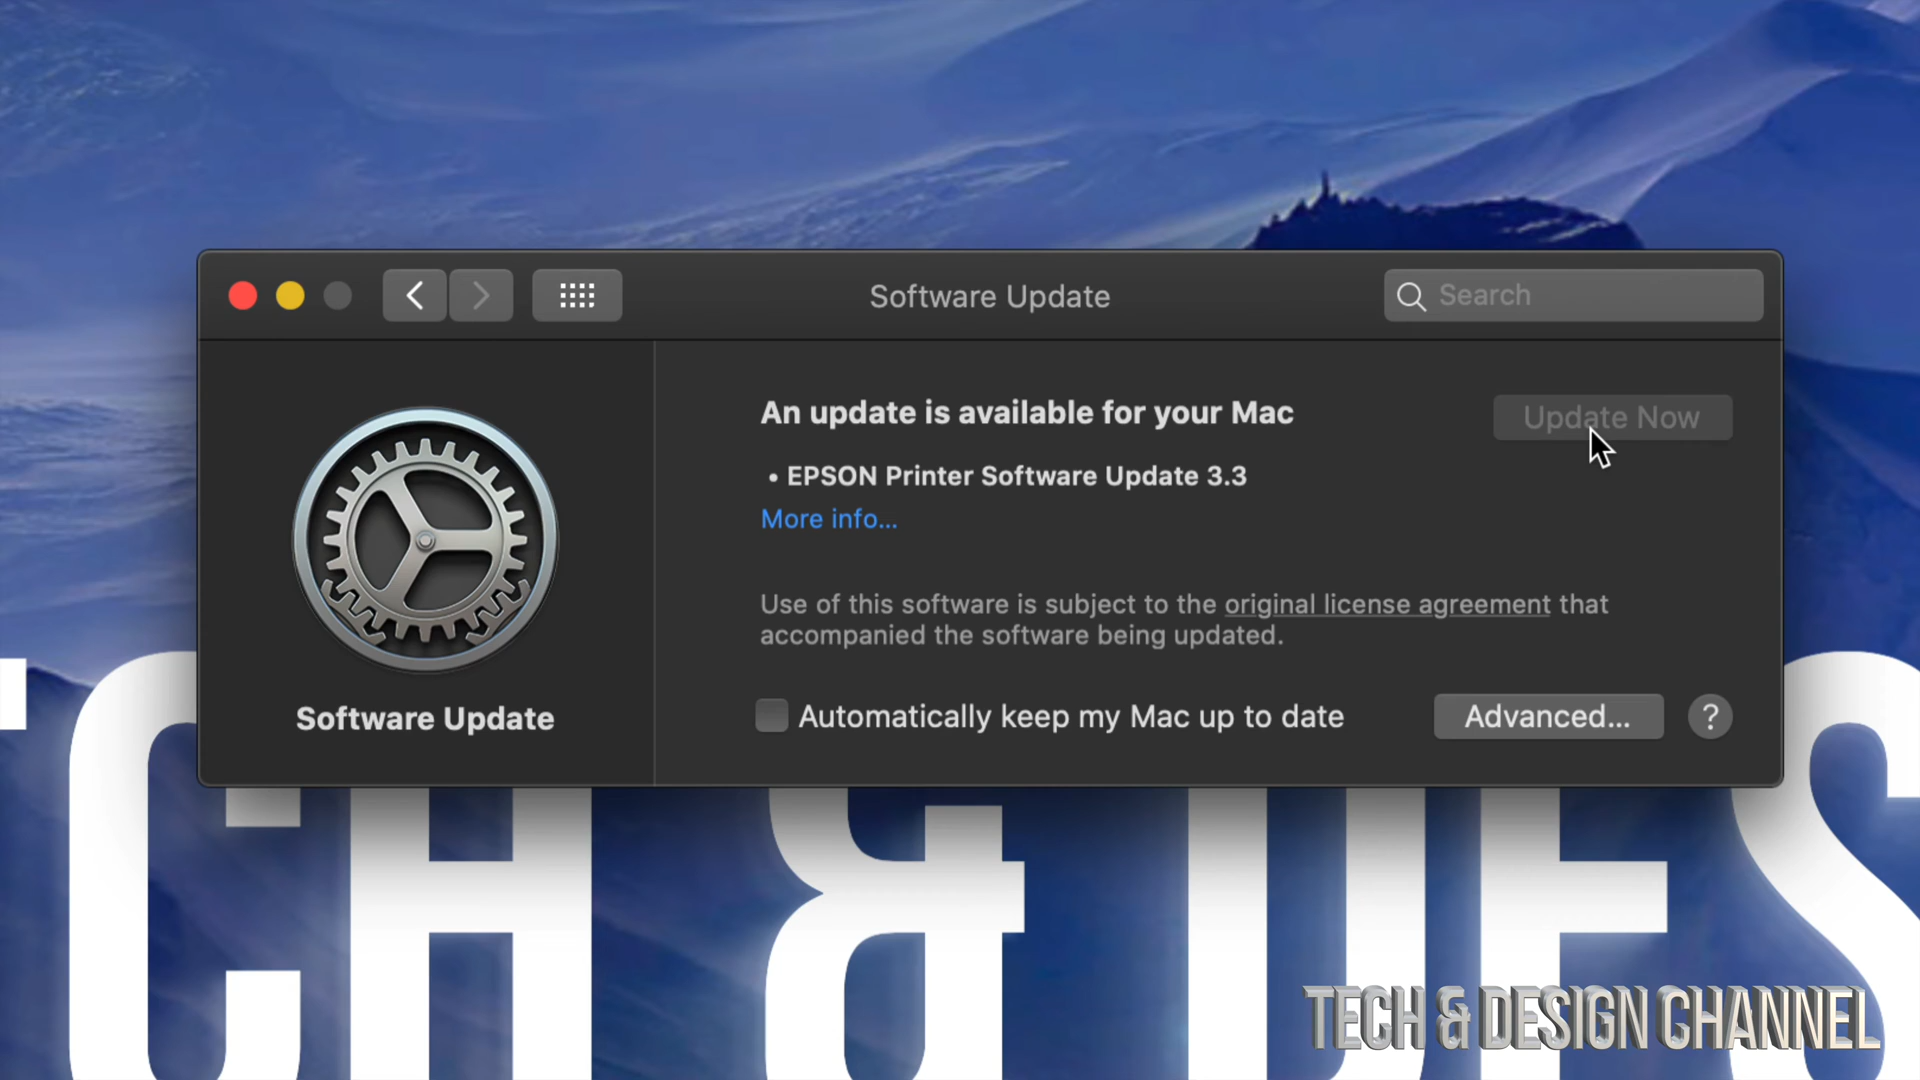 Software Update
Search
An update is available for your Mac
Update Now
• EPSON Printer Software Update 3.3
More info...
Use of this software is subject to the original license agreement that
accompanied the software being updated.
Software Update
Automatically keep my Mac up to date
Advanced...
?
TCH & DES
TECH & DESIGN CHANNEL